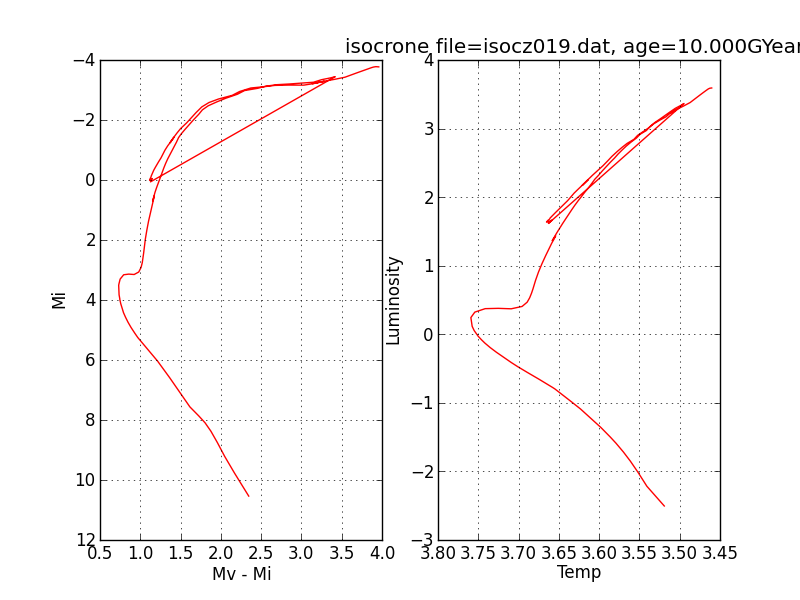 isocrone file=isocz019.dat, age=10.000GYear
−4
−2
0
2
4
6
8
10
12
0.5 1.0 1.5 2.0 2.5 3.0 3.5 4.0
Mv - Mi
Mi
4
3
2
1
0
−1
−2
−3
3.80 3.75 3.70 3.65 3.60 3.55 3.50 3.45
Temp
Luminosity